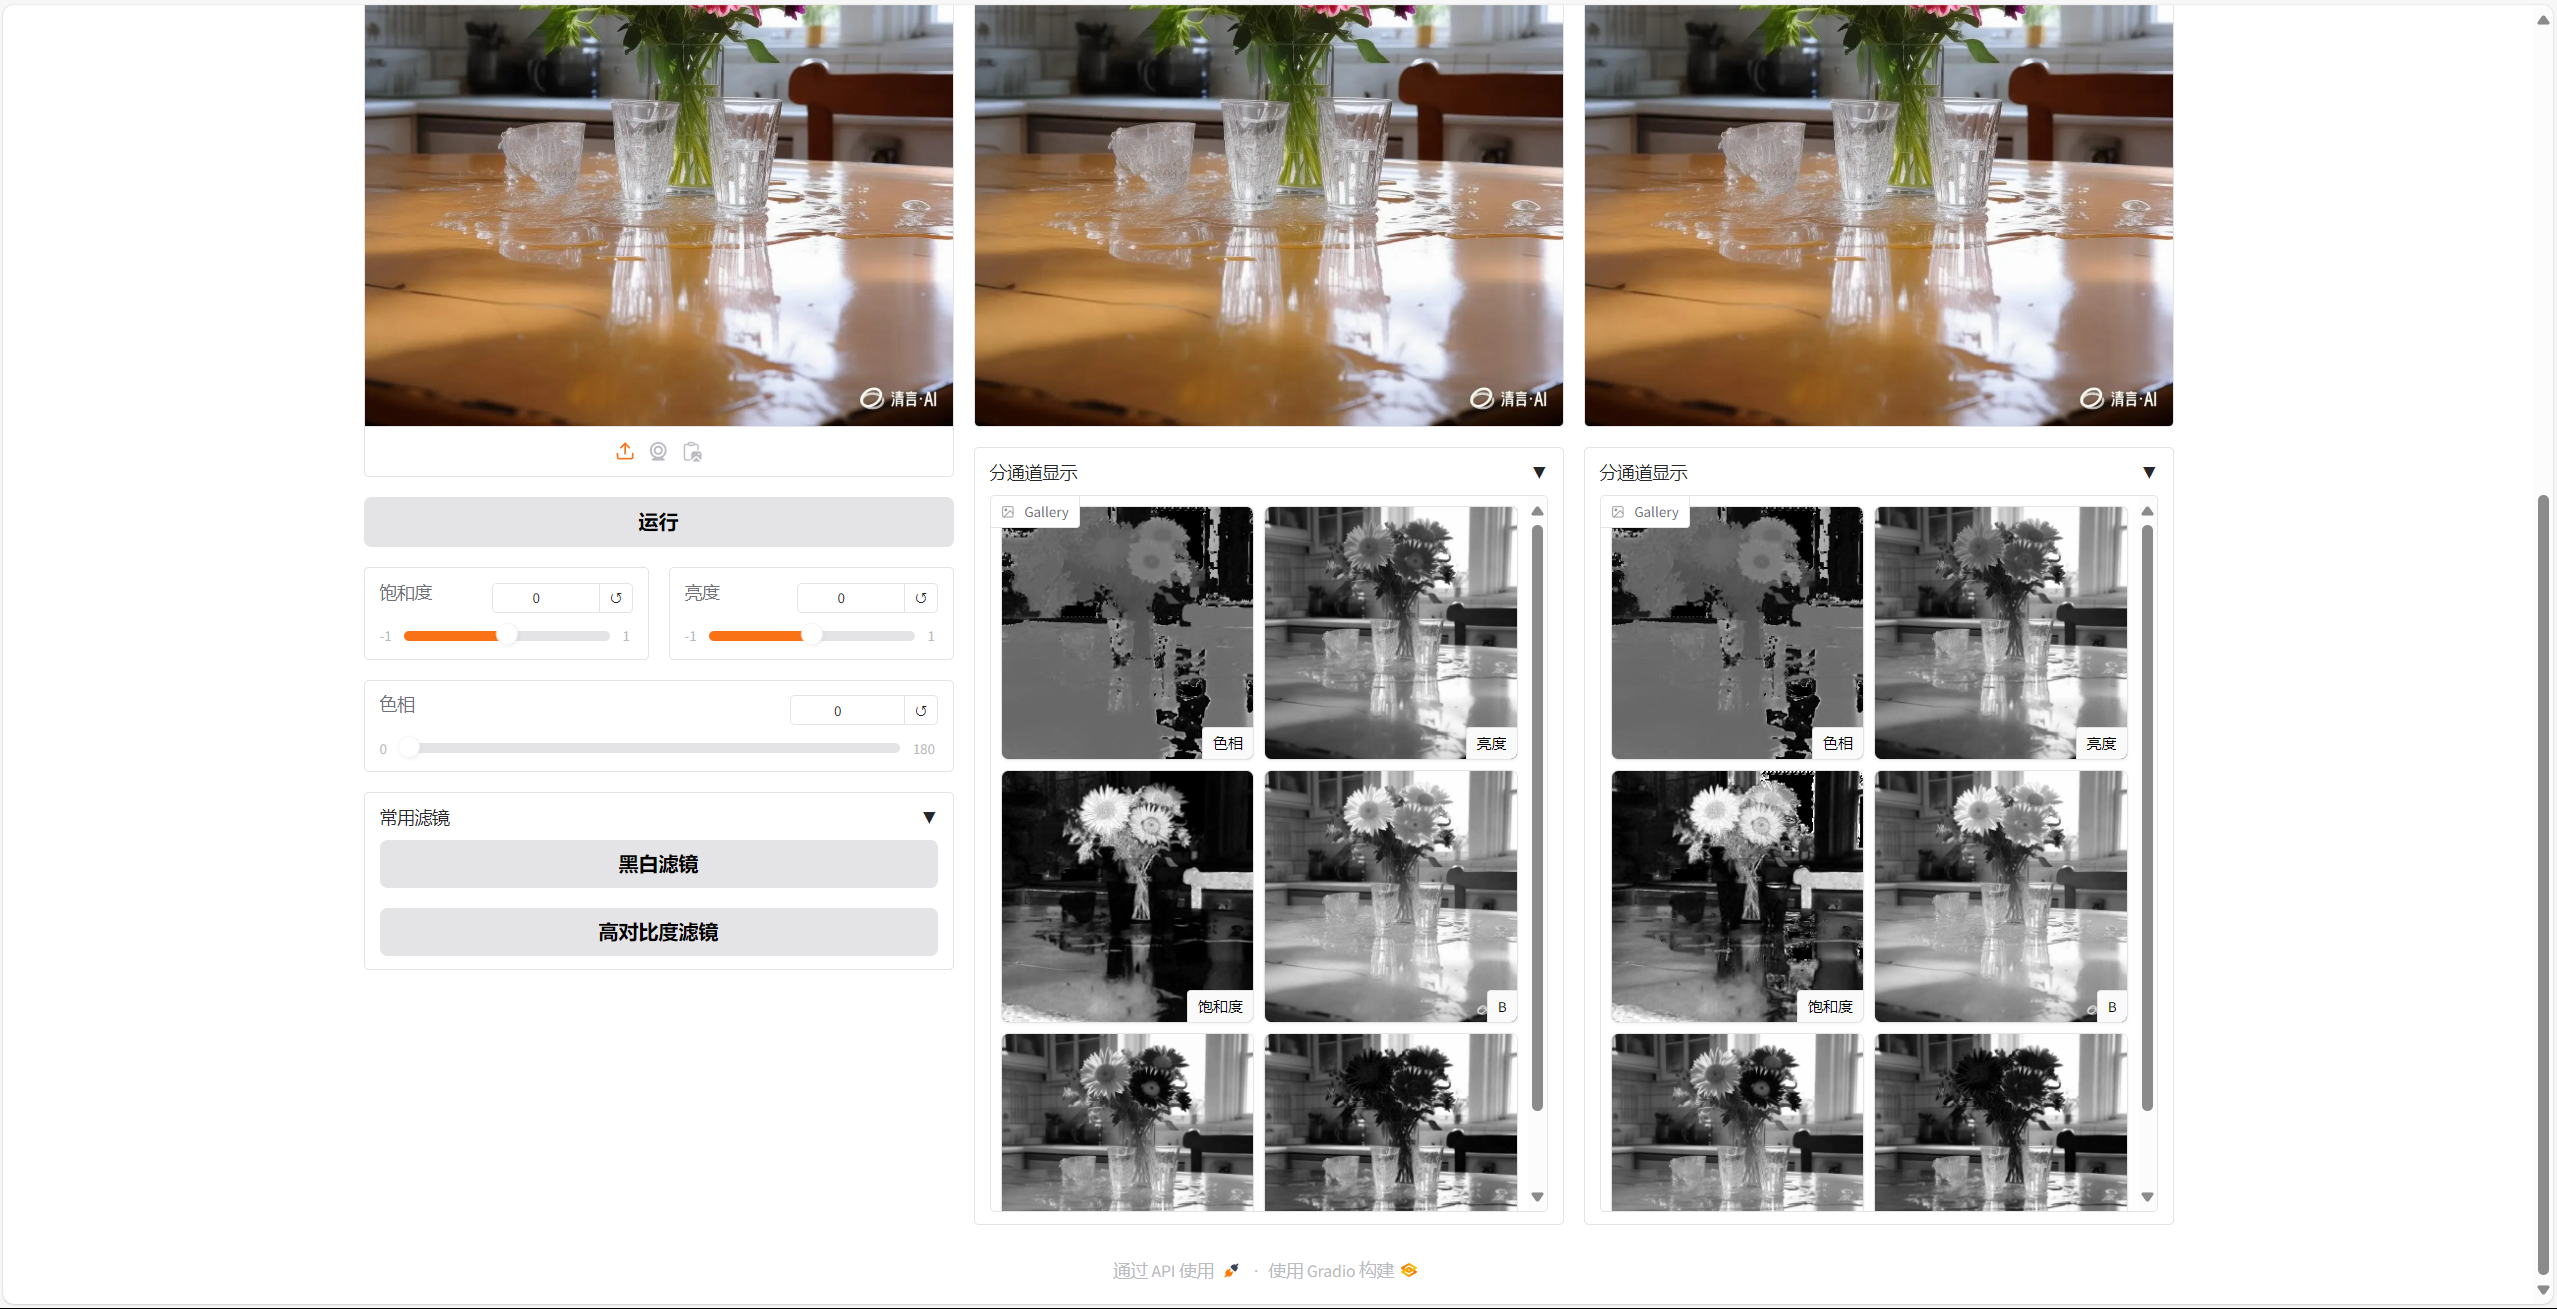 清言·AI
清言·AI
清言·AI
运行
饱和度
0
↺
-1
1
亮度
0
↺
-1
1
色相
0
↺
0
180
常用滤镜
▼
黑白滤镜
高对比度滤镜
分通道显示
▼
Gallery
色相
亮度
饱和度
B
分通道显示
▼
Gallery
色相
亮度
饱和度
B
通过 API 使用 · 使用 Gradio 构建